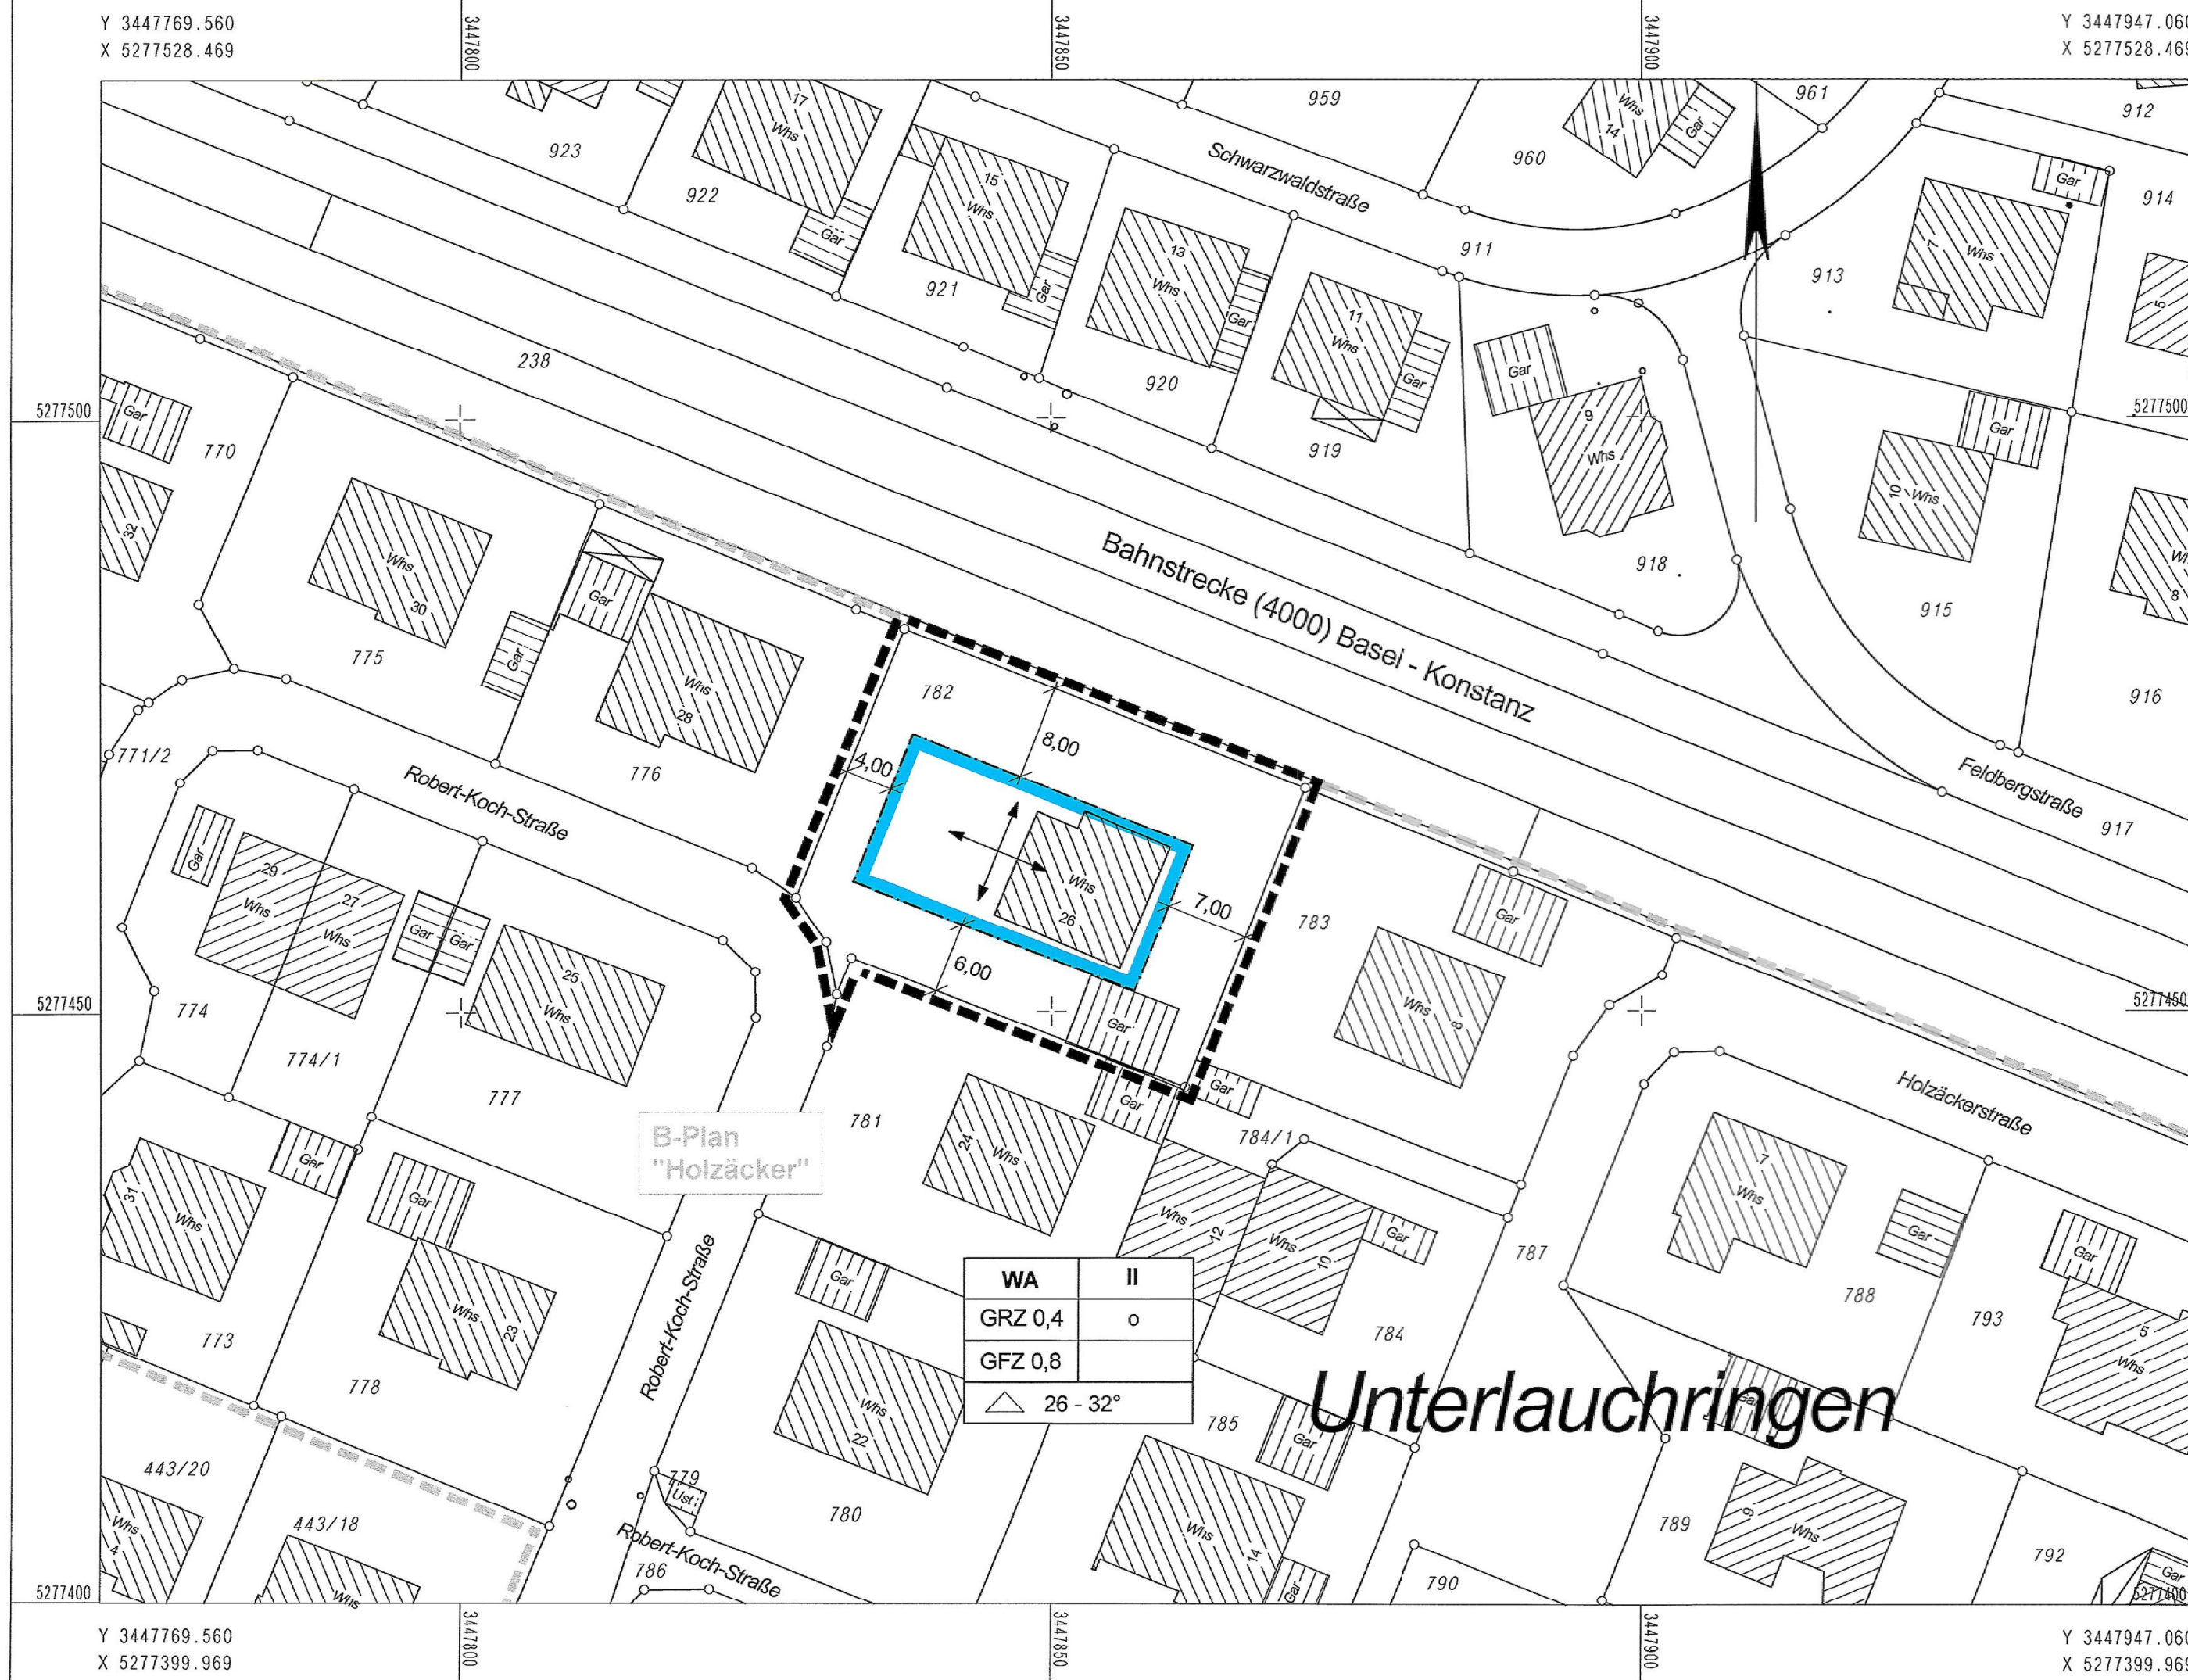 Y 3447769.560
X 5277528.469
3447800
3447850
3447900
Y 3447947.060
X 5277528.469
17
Whs
923
922
Gar
15
Whs
921
Gar
959
Schwarzwaldstraße
960
Whs
14
Gar
961
912
Gar
914
911
913
1
Whs
5
13
Whs
Gar
920
11
Whs
Gar
919
Gar
9
Whs
918
238
5277500
5277500
Gar
770
32
Whs
30
775
Gar
Gar
Whs
28
776
Gar
10
Whs
915
8
916
Bahnstrecke (4000) Basel - Konstanz
Feldbergstraße
917
771/2
Robert-Koch-Straße
782
8,00
4,00
7,00
6,00
Whs
26
Gar
783
Gar
Whs
8
Gar
29
27
Whs
Whs
Gar
Gar
25
Whs
774
774/1
777
5277450
5277450
Holzäckerstraße
B-Plan
"Holzäcker"
781
24
Whs
Gar
Gar
784/1
Whs
12
Whs
10
Gar
787
7
Whs
Gar
788
793
Gar
5
Whs
31
Whs
Gar
Gar
Whs
23
773
778
Robert-Koch-Straße
Gar
Whs
22
WA
II
GRZ 0,4
o
GFZ 0,8
26 - 32°
784
785
Gar
Unterlauchringen
Gar
443/20
443/18
Whs
4
Whs
779
Ust
780
Robert-Koch-Straße
786
Whs
14
Gar
790
789
9
Whs
792
Gar
5277400
5277400
Y 3447769.560
X 5277399.969
3447800
3447850
3447900
Y 3447947.060
X 5277399.969